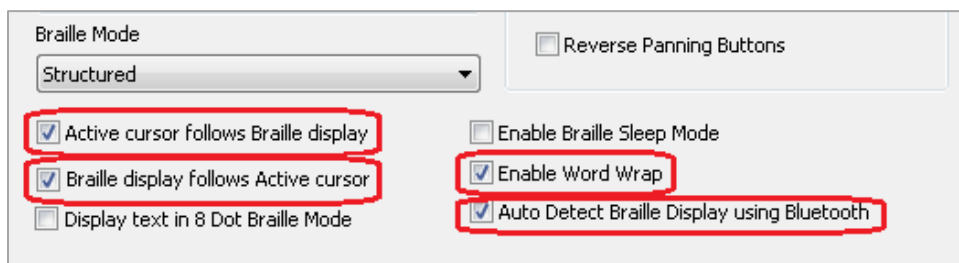 Braille Mode
Structured
Reverse Panning Buttons
Active cursor follows Braille display
Enable Braille Sleep Mode
Braille display follows Active cursor
Enable Word Wrap
Display text in 8 Dot Braille Mode
Auto Detect Braille Display using Bluetooth